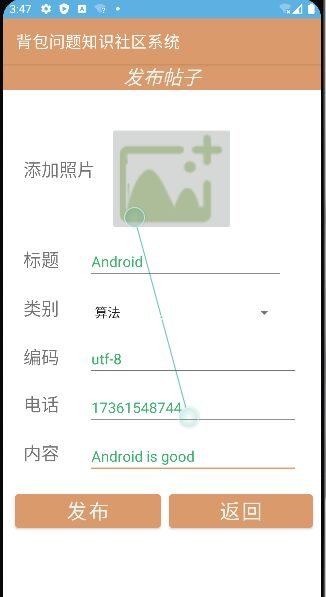 3:47
背包问题知识社区系统
发布帖子
添加照片
标题 Android
类别 算法
编码 utf-8
电话 17361548744
内容 Android is good
发布 返回